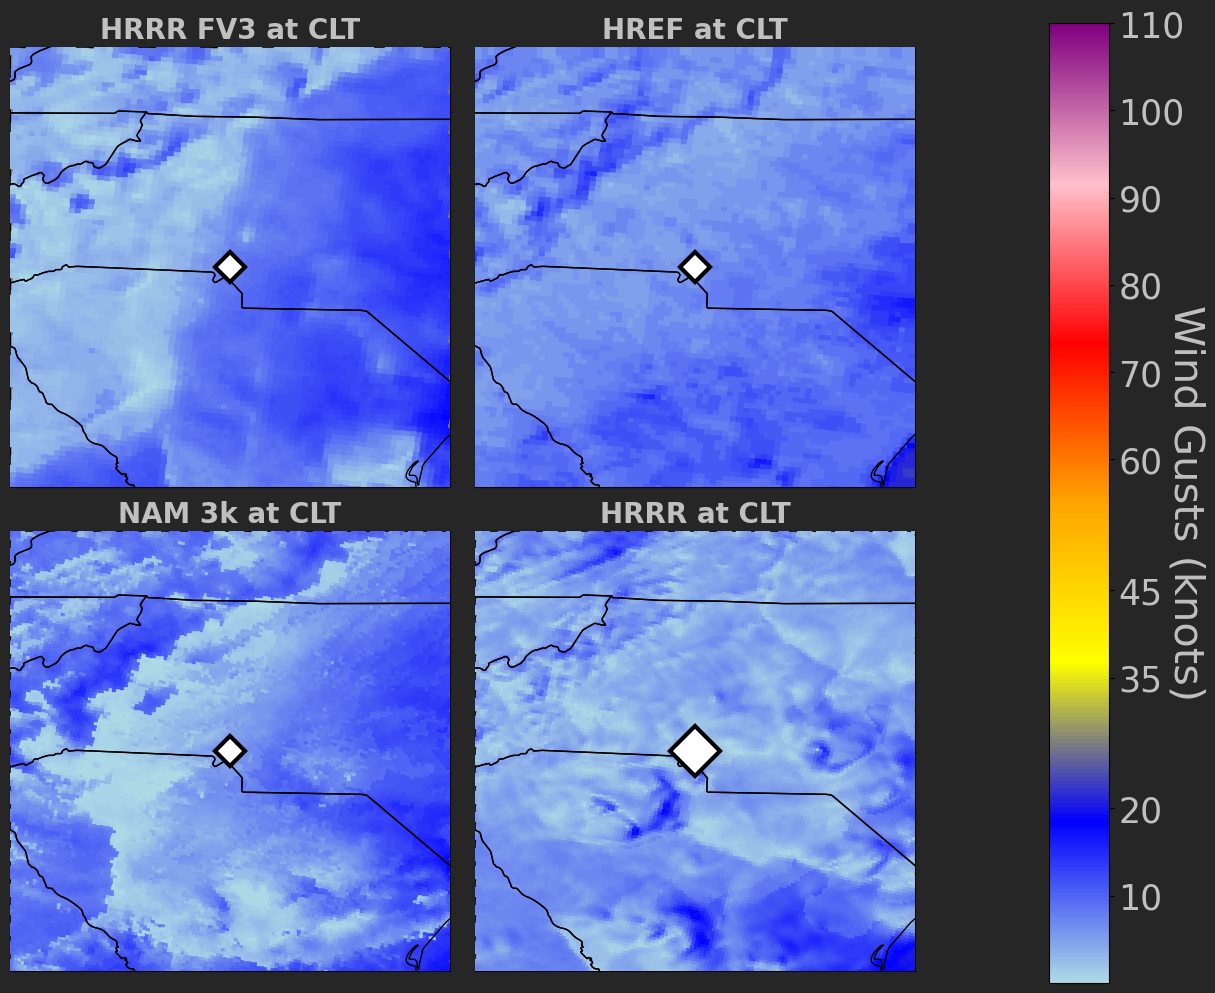 HRRR FV3 at CLT
HREF at CLT
NAM 3k at CLT
HRRR at CLT
110
100
90
80
70
60
45
35
20
10
Wind Gusts (knots)